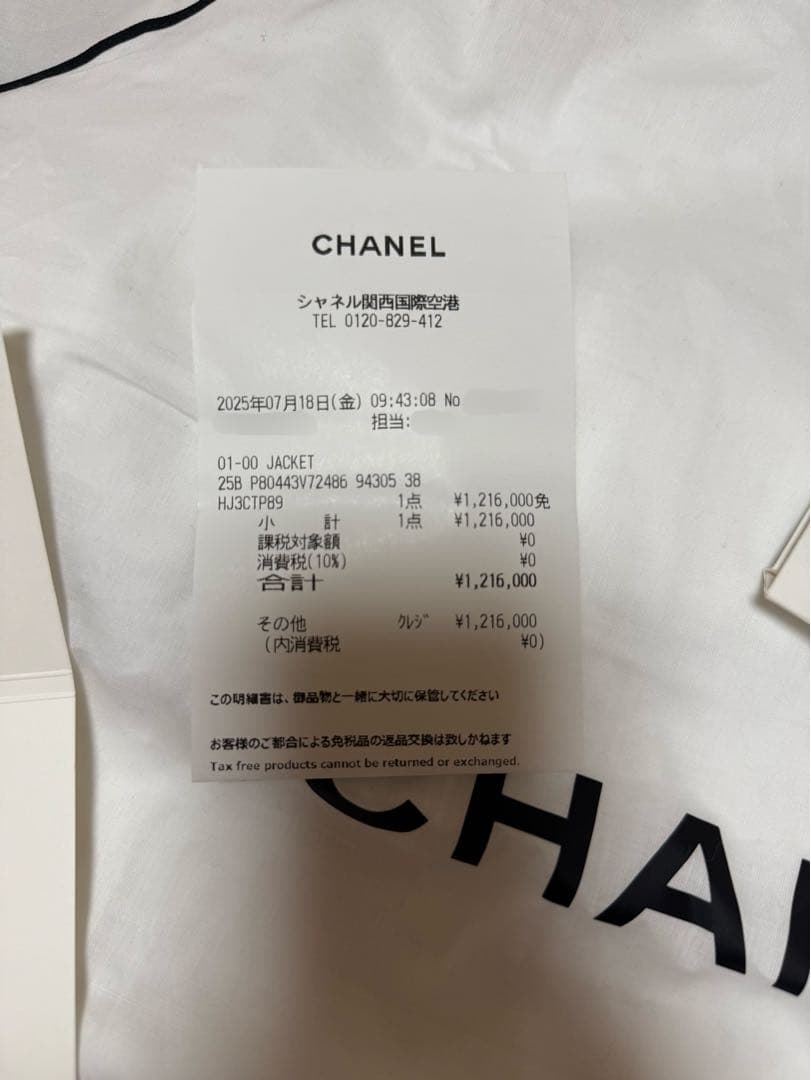 CHANEL
シャネル関西国際空港
TEL 0120-829-412
2025年07月18日(金) 09:43:08 No
担当:
01-00 JACKET
25B P80443V72486 94305 38
HJ3CTP89 1点 ¥1,216,000免
小 計 1点 ¥1,216,000
課税対象額 ¥0
消費税(10%) ¥0
合計 ¥1,216,000
その他 ｸﾚｼﾞ ¥1,216,000
(内消費税 ¥0)
この明細書は、御品物と一緒に大切に保管してください
お客様のご都合による免税品の返品交換は致しかねます
Tax free products cannot be returned or exchanged.
CHAN